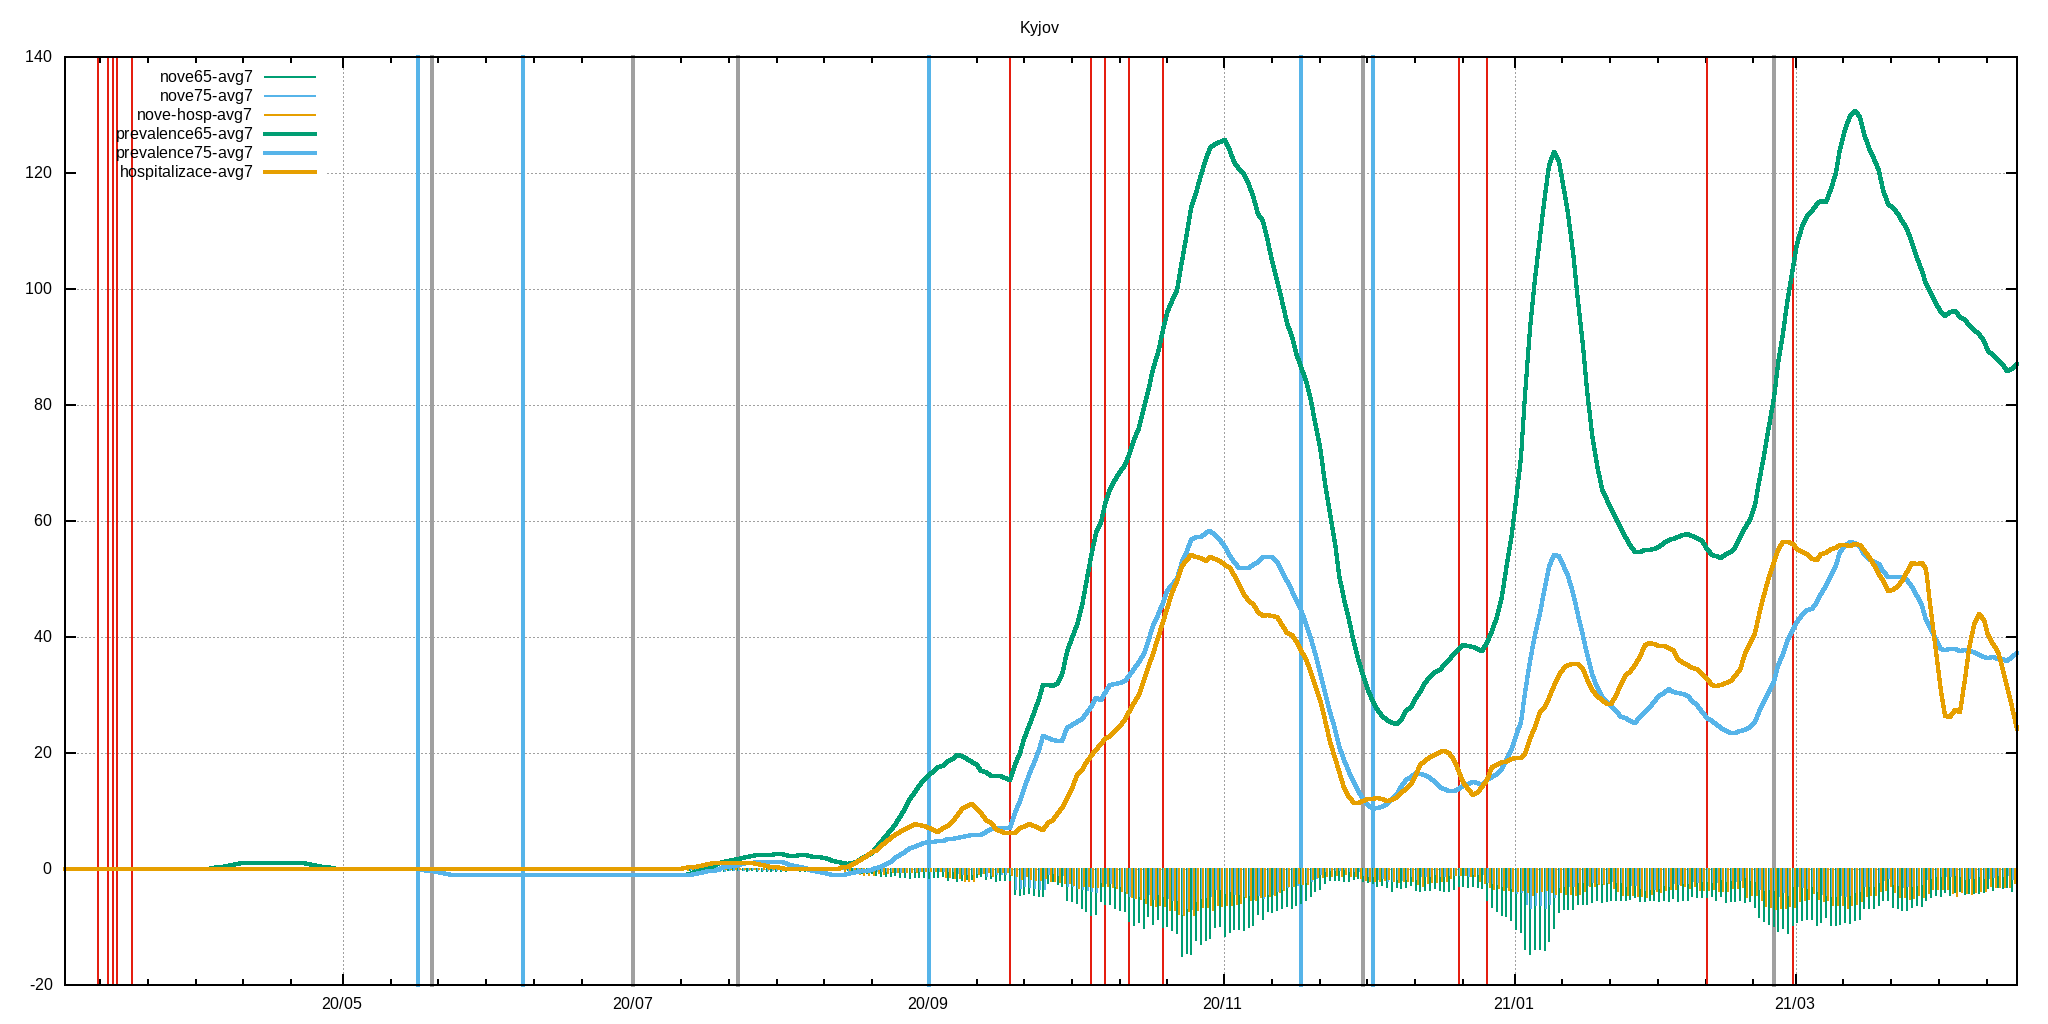 Kyjov
140
120
100
80
60
40
20
0
-20
nove65-avg7
nove75-avg7
nove-hosp-avg7
prevalence65-avg7
prevalence75-avg7
hospitalizace-avg7
20/05
20/07
20/09
20/11
21/01
21/03